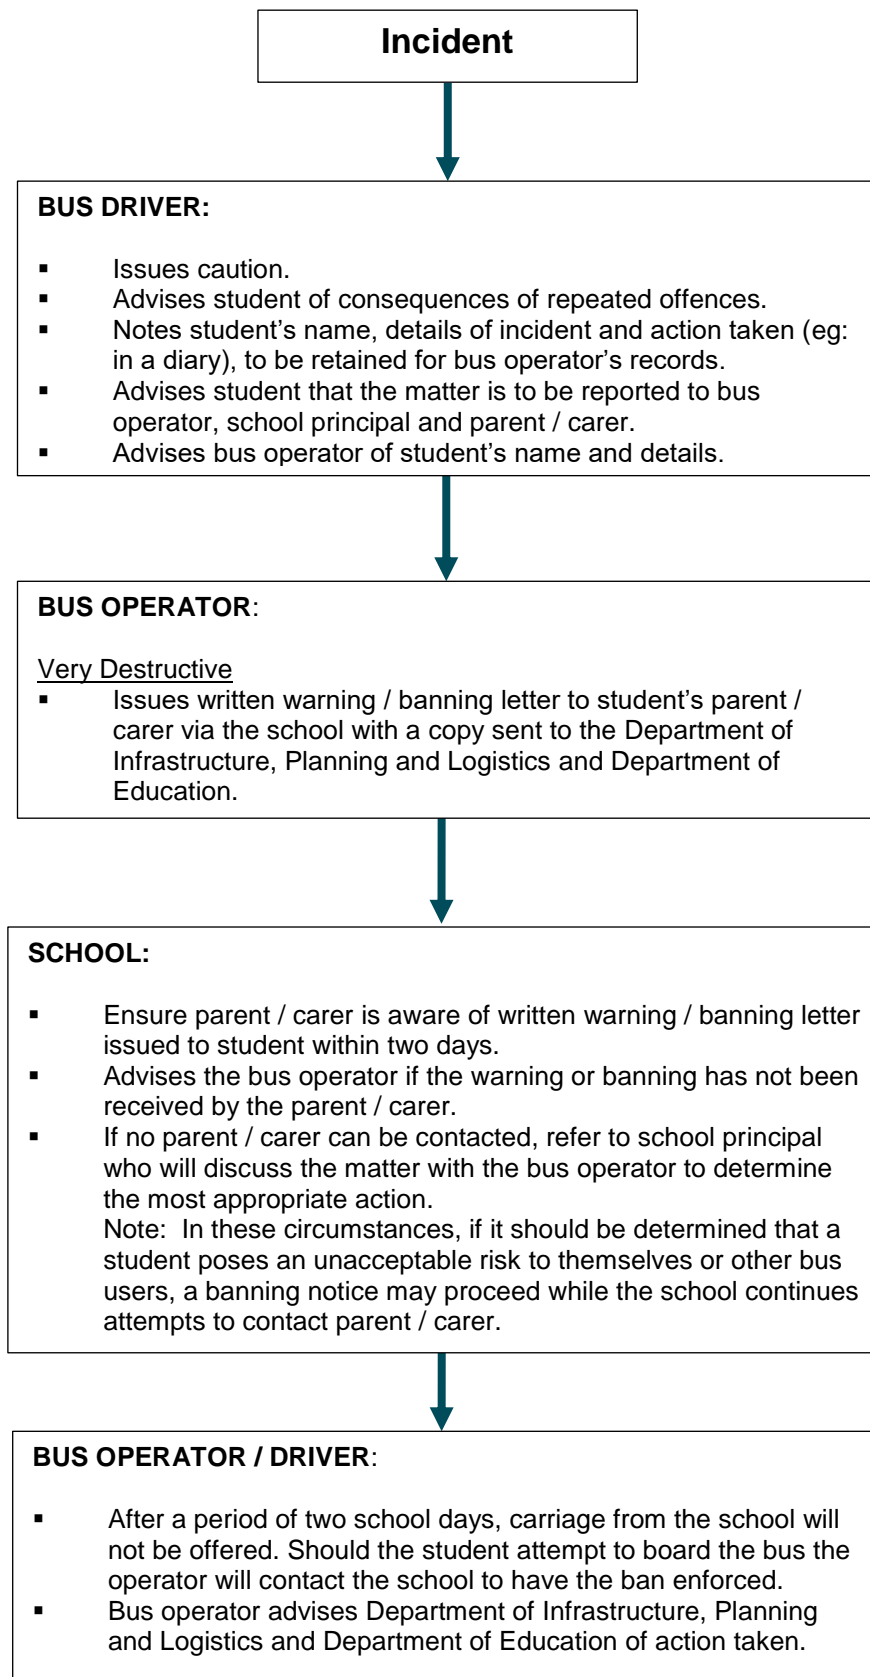 Incident
BUS DRIVER:
▪ Issues caution.
▪ Advises student of consequences of repeated offences.
▪ Notes student’s name, details of incident and action taken (eg:
in a diary), to be retained for bus operator’s records.
▪ Advises student that the matter is to be reported to bus
operator, school principal and parent / carer.
▪ Advises bus operator of student’s name and details.
BUS OPERATOR:
Very Destructive
▪ Issues written warning / banning letter to student’s parent /
carer via the school with a copy sent to the Department of
Infrastructure, Planning and Logistics and Department of
Education.
SCHOOL:
▪ Ensure parent / carer is aware of written warning / banning letter
issued to student within two days.
▪ Advises the bus operator if the warning or banning has not been
received by the parent / carer.
▪ If no parent / carer can be contacted, refer to school principal
who will discuss the matter with the bus operator to determine
the most appropriate action.
Note:  In these circumstances, if it should be determined that a
student poses an unacceptable risk to themselves or other bus
users, a banning notice may proceed while the school continues
attempts to contact parent / carer.
BUS OPERATOR / DRIVER:
▪ After a period of two school days, carriage from the school will
not be offered. Should the student attempt to board the bus the
operator will contact the school to have the ban enforced.
▪ Bus operator advises Department of Infrastructure, Planning
and Logistics and Department of Education of action taken.